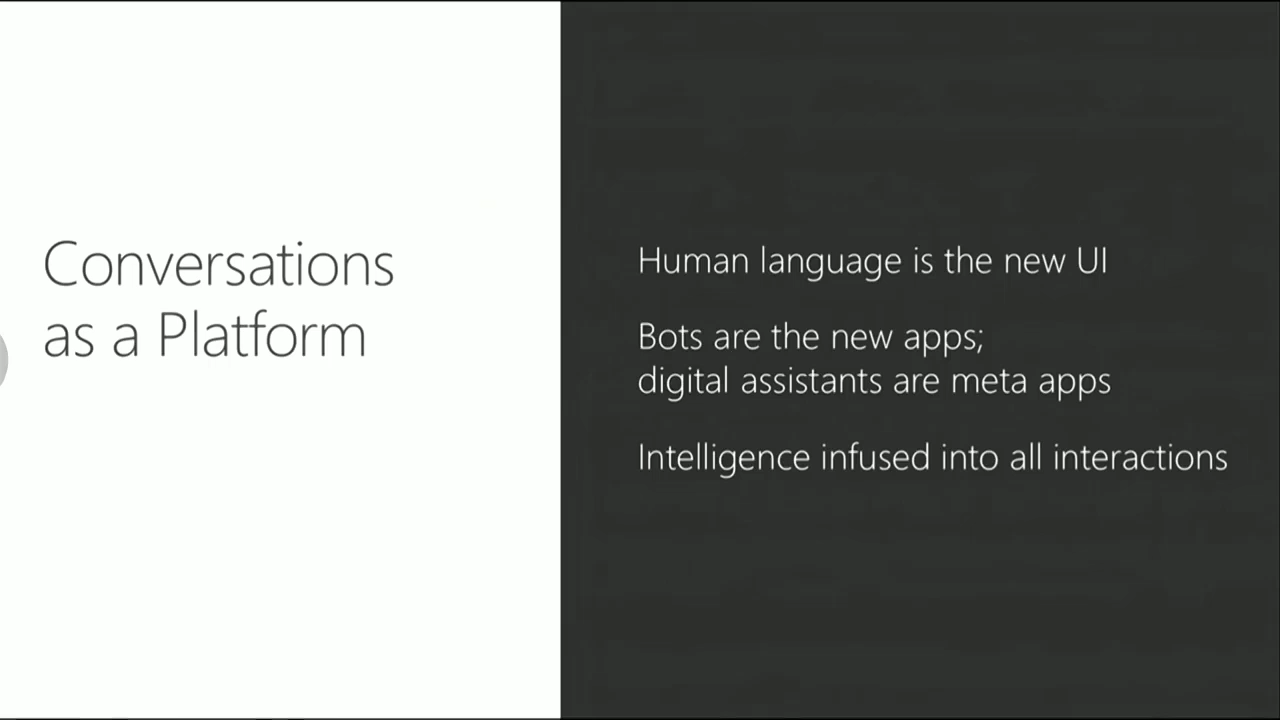 Conversations
as a Platform
Human language is the new UI
Bots are the new apps;
digital assistants are meta apps
Intelligence infused into all interactions